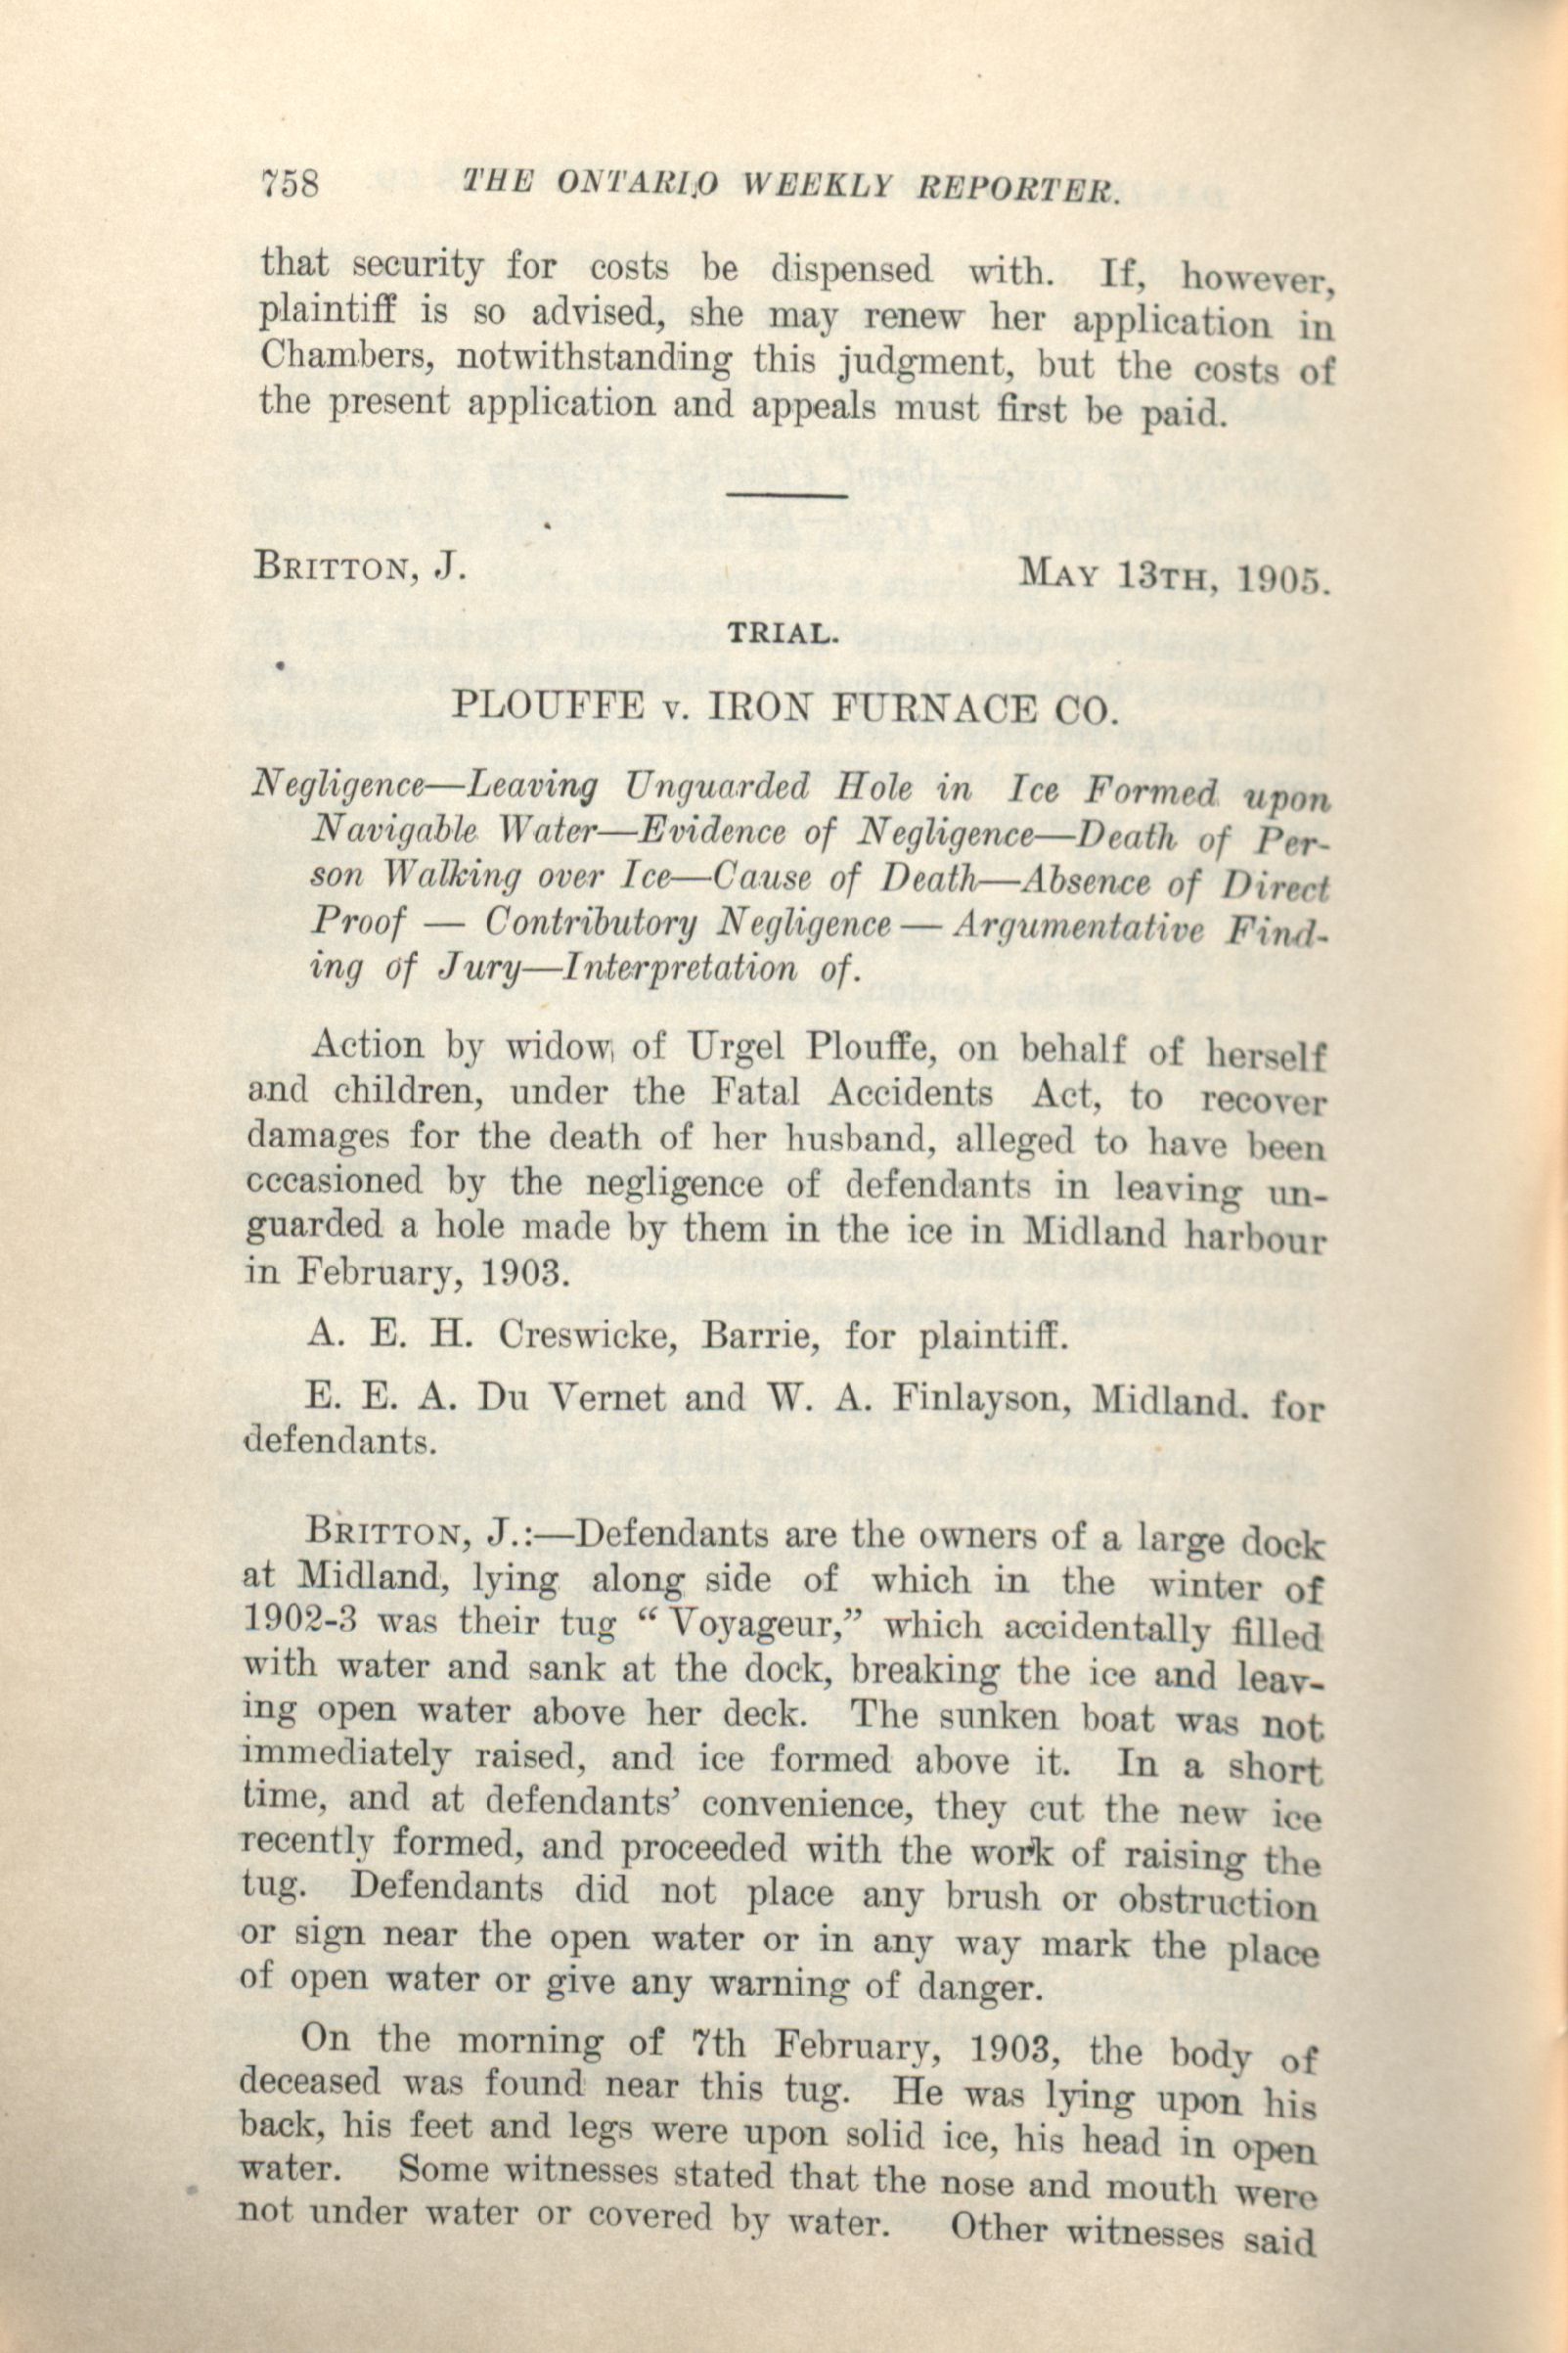 758 THE ONTARIO WEEKLY REPORTER.
that security for costs be dispensed with. If, however,
plaintiff is so advised, she may renew her application in
Chambers, notwithstanding this judgment, but the costs of
the present application and appeals must first be paid.
BRITTON, J. MAY 13TH, 1905.
TRIAL.
PLOUFFE v. IRON FURNACE CO.
Negligence—Leaving Unguarded Hole in Ice Formed upon
Navigable Water—Evidence of Negligence—Death of Per-
son Walking over Ice—Cause of Death—Absence of Direct
Proof — Contributory Negligence — Argumentative Find-
ing of Jury—Interpretation of.
Action by widow of Urgel Plouffe, on behalf of herself
and children, under the Fatal Accidents Act, to recover
damages for the death of her husband, alleged to have been
occasioned by the negligence of defendants in leaving un-
guarded a hole made by them in the ice in Midland harbour
in February, 1903.
A. E. H. Creswicke, Barrie, for plaintiff.
E. E. A. Du Vernet and W. A. Finlayson, Midland. for
defendants.
BRITTON, J.:—Defendants are the owners of a large dock
at Midland, lying along side of which in the winter of
1902-3 was their tug “ Voyageur,” which accidentally filled
with water and sank at the dock, breaking the ice and leav-
ing open water above her deck. The sunken boat was not
immediately raised, and ice formed above it. In a short
time, and at defendants’ convenience, they cut the new ice
recently formed, and proceeded with the work of raising the
tug. Defendants did not place any brush or obstruction
or sign near the open water or in any way mark the place
of open water or give any warning of danger.
On the morning of 7th February, 1903, the body of
deceased was found near this tug. He was lying upon his
back, his feet and legs were upon solid ice, his head in open
water. Some witnesses stated that the nose and mouth were
not under water or covered by water. Other witnesses said